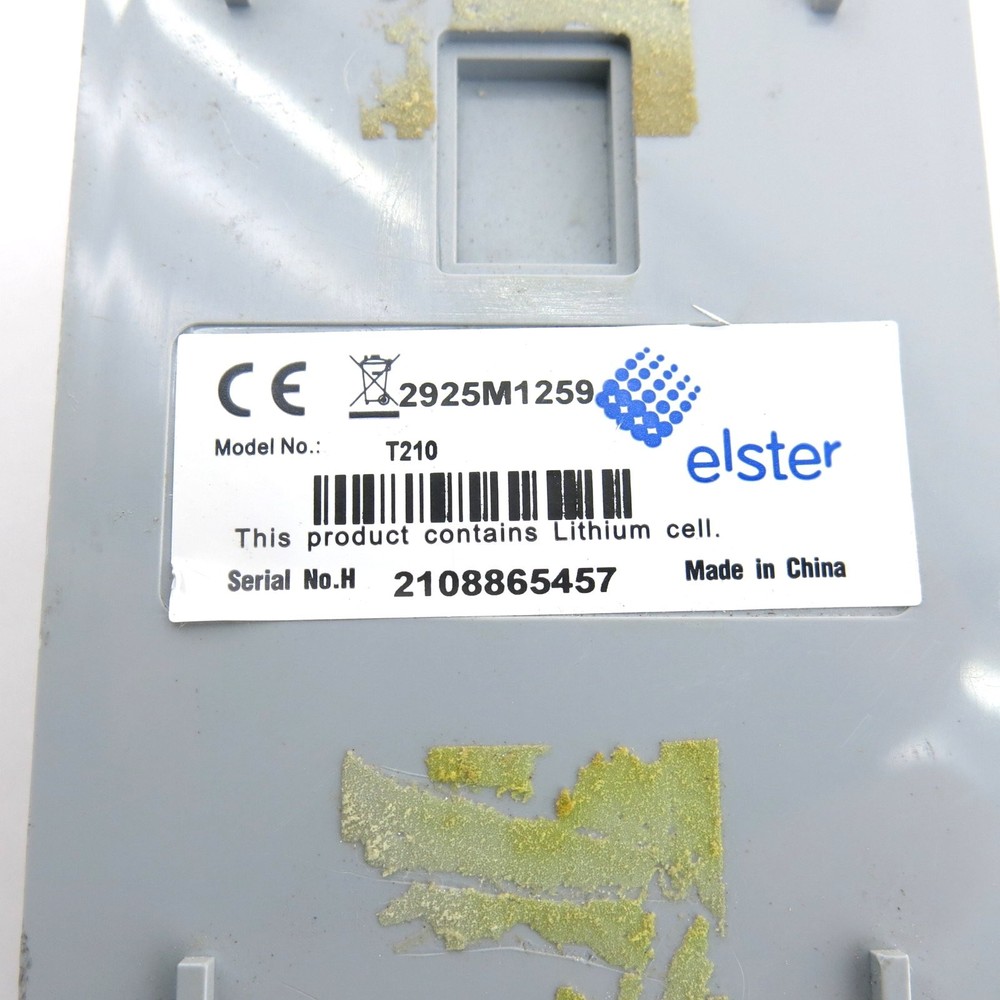 CE 2925M1259
elster
Model No.: T210
This product contains Lithium cell.
Serial No.H 2108865457 Made in China